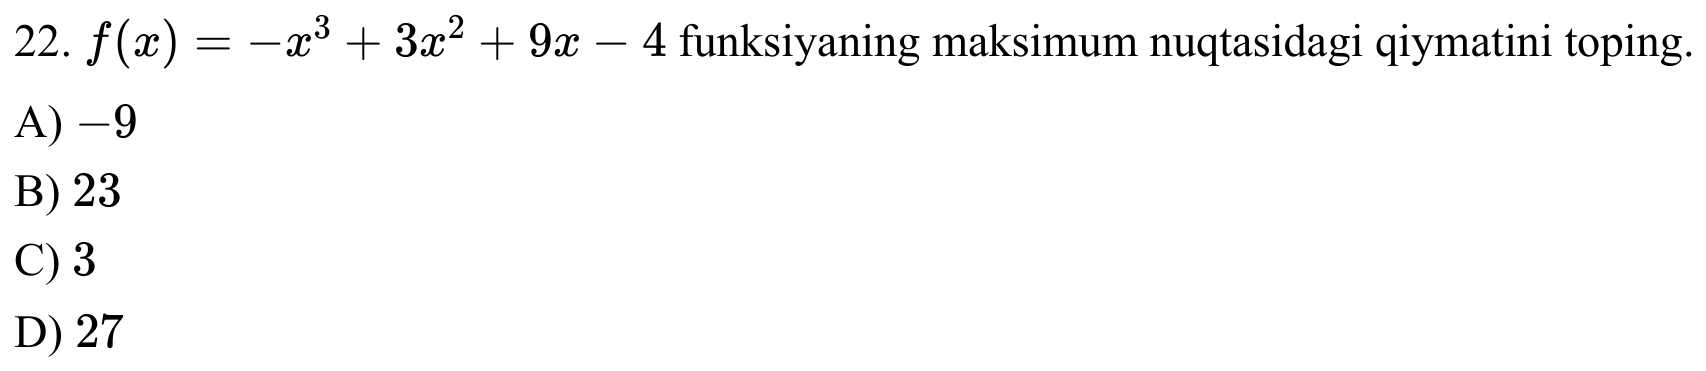 22. f(x) = −x³ + 3x² + 9x − 4 funksiyaning maksimum nuqtasidagi qiymatini toping.
A) −9
B) 23
C) 3
D) 27